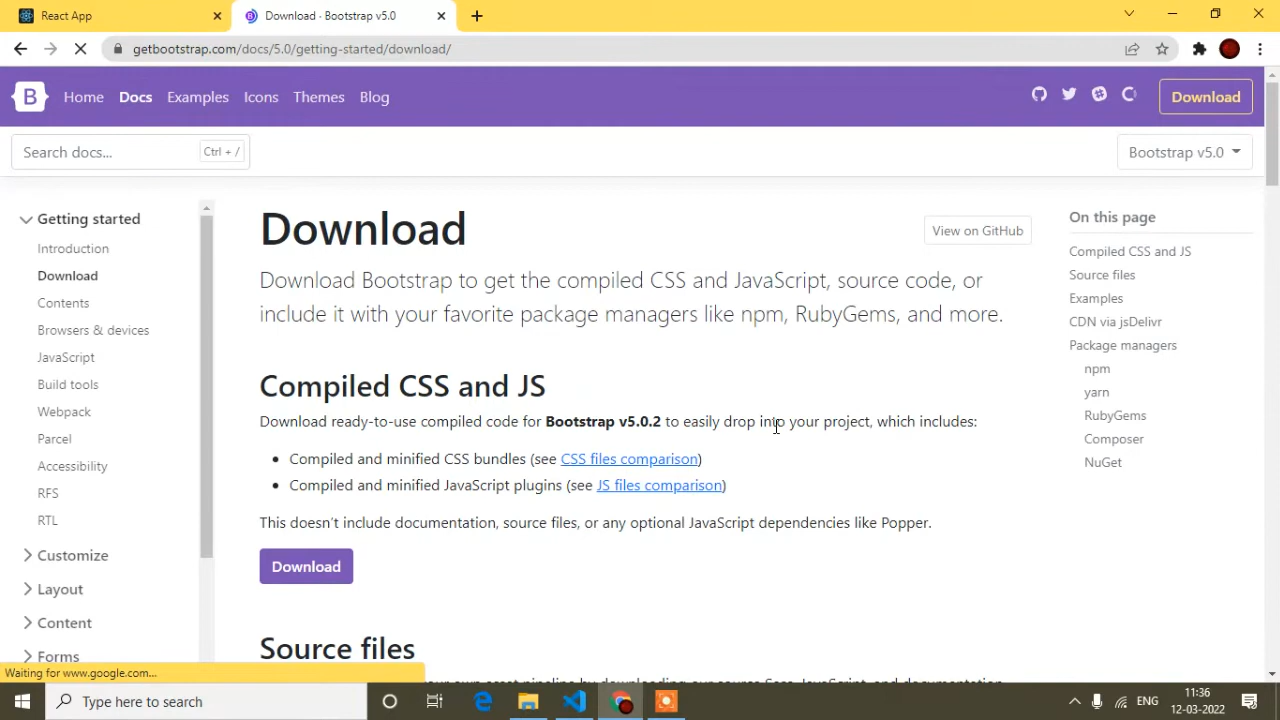 React App
Download · Bootstrap v5.0
getbootstrap.com/docs/5.0/getting-started/download/
B
Home
Docs
Examples
Icons
Themes
Blog
Download
Search docs...
Ctrl + /
Bootstrap v5.0
Getting started
Introduction
Download
Contents
Browsers & devices
JavaScript
Build tools
Webpack
Parcel
Accessibility
RFS
RTL
Customize
Layout
Content
Forms
Download
View on GitHub
Download Bootstrap to get the compiled CSS and JavaScript, source code, or
include it with your favorite package managers like npm, RubyGems, and more.
Compiled CSS and JS
Download ready-to-use compiled code for Bootstrap v5.0.2 to easily drop into your project, which includes:
Compiled and minified CSS bundles (see CSS files comparison)
Compiled and minified JavaScript plugins (see JS files comparison)
This doesn't include documentation, source files, or any optional JavaScript dependencies like Popper.
Download
Source files
On this page
Compiled CSS and JS
Source files
Examples
CDN via jsDelivr
Package managers
npm
yarn
RubyGems
Composer
NuGet
Waiting for www.google.com...
Type here to search
ENG
11:36
12-03-2022